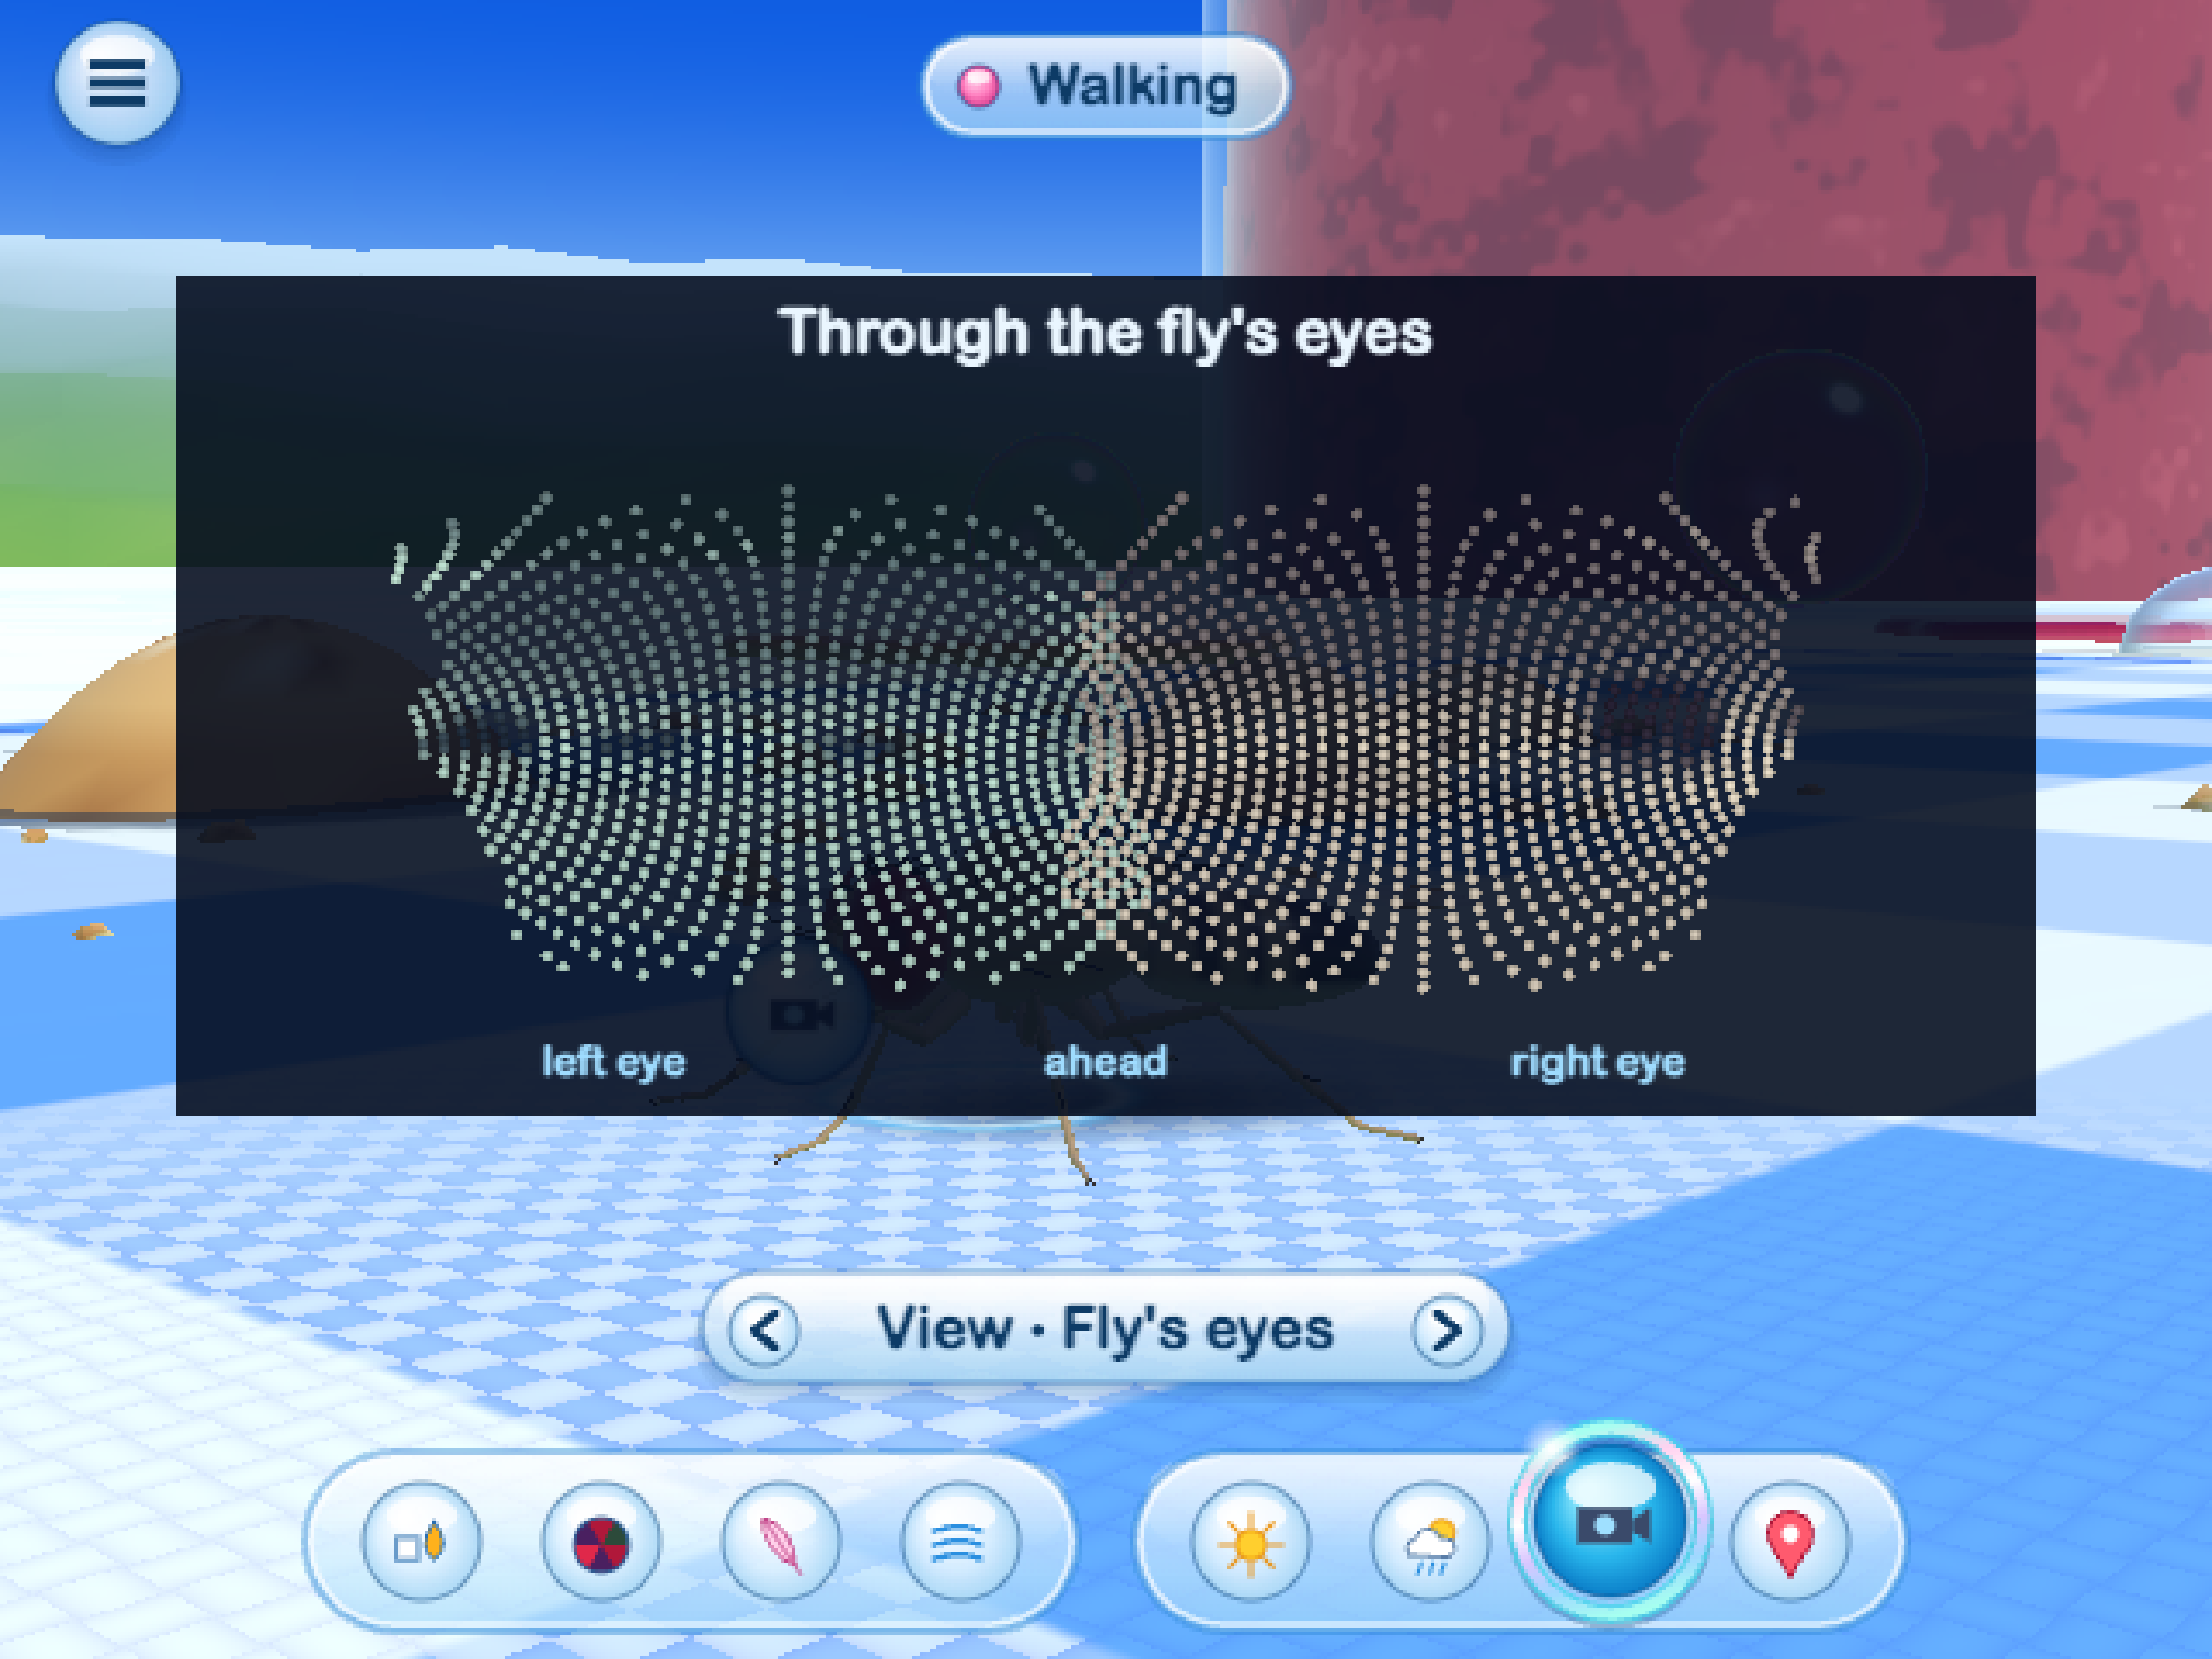 Walking
Through the fly's eyes
left eye
ahead
right eye
View · Fly's eyes